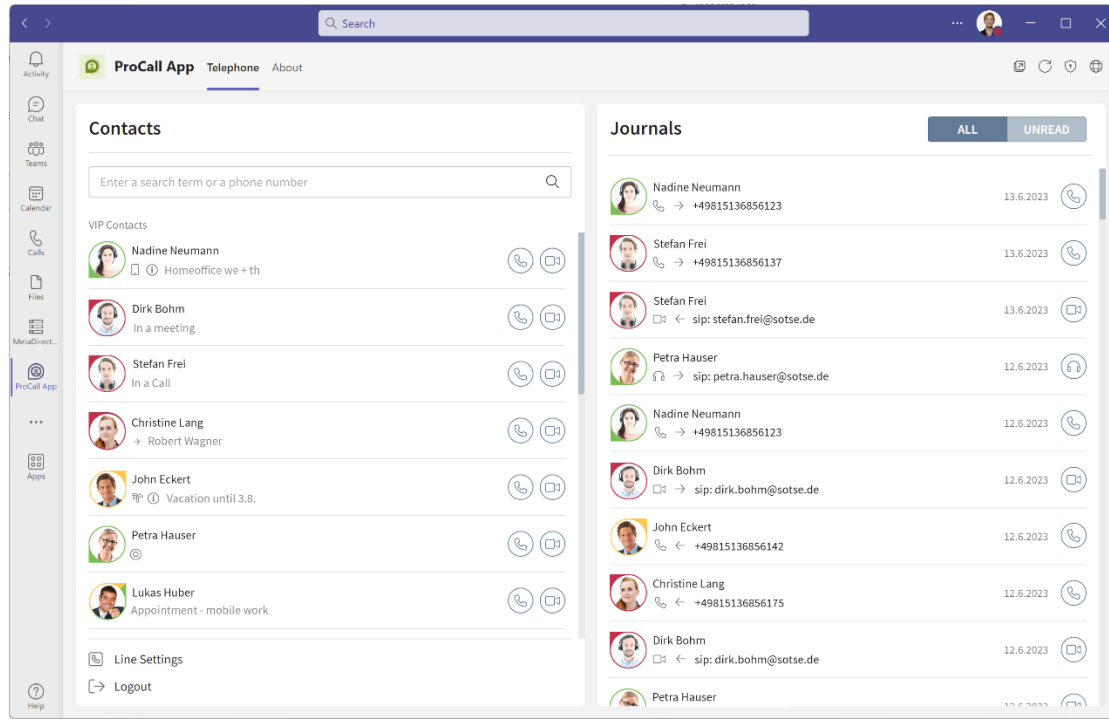 Search
Activity
Chat
Teams
Calendar
Calls
Files
MetaDirect...
ProCall App
Apps
Help
ProCall App
Telephone
About
Contacts
Enter a search term or a phone number
VIP Contacts
Nadine Neumann
Homeoffice we + th
Dirk Bohm
In a meeting
Stefan Frei
In a Call
Christine Lang
→ Robert Wagner
John Eckert
Vacation until 3.8.
Petra Hauser
Lukas Huber
Appointment - mobile work
Line Settings
Logout
Journals
ALL
UNREAD
Nadine Neumann
→ +49815136856123
13.6.2023
Stefan Frei
→ +49815136856137
13.6.2023
Stefan Frei
← sip: stefan.frei@sotse.de
13.6.2023
Petra Hauser
→ sip: petra.hauser@sotse.de
12.6.2023
Nadine Neumann
→ +49815136856123
12.6.2023
Dirk Bohm
→ sip: dirk.bohm@sotse.de
12.6.2023
John Eckert
← +49815136856142
12.6.2023
Christine Lang
← +49815136856175
12.6.2023
Dirk Bohm
← sip: dirk.bohm@sotse.de
12.6.2023
Petra Hauser